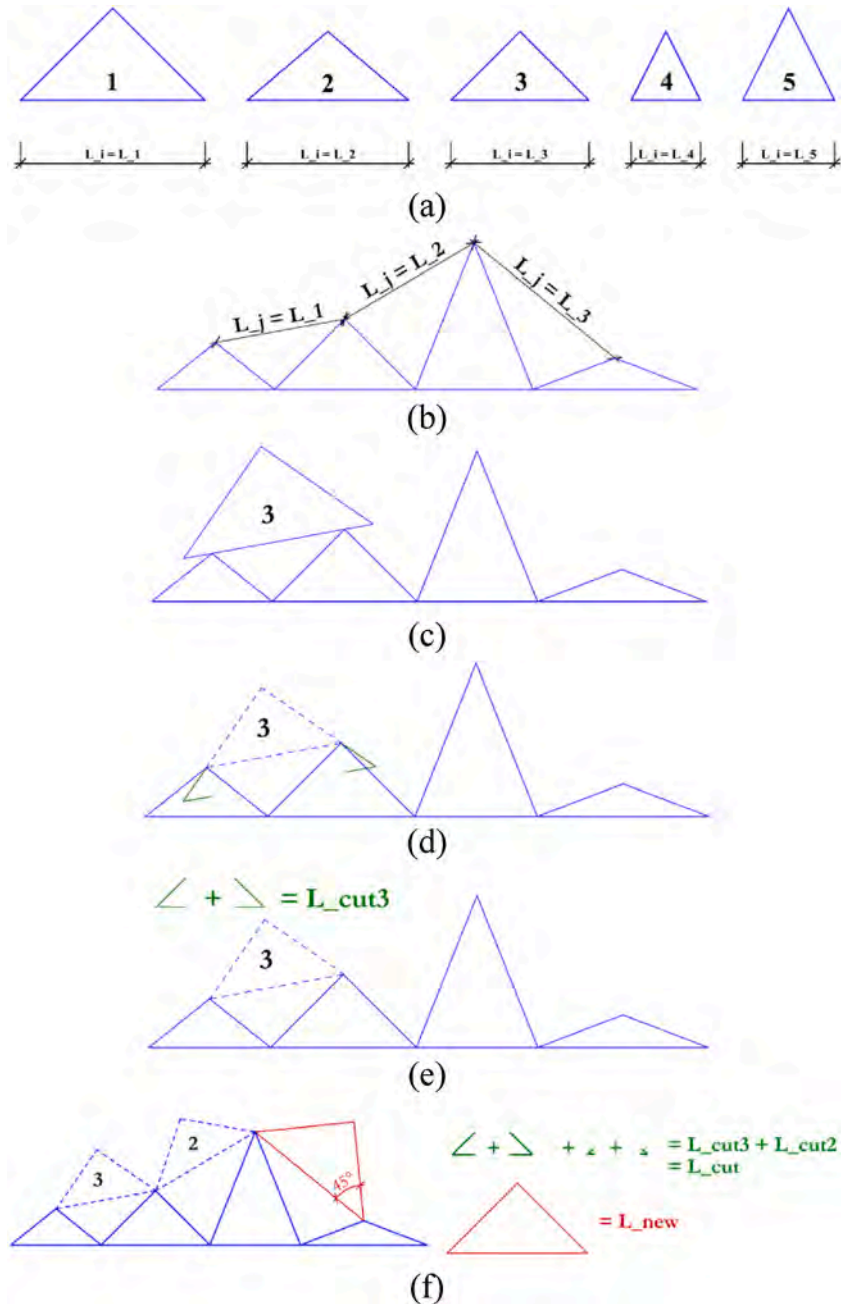 1
2
3
4
5
L_i = L_1
L_i = L_2
L_i = L_3
L_i = L_4
L_i = L_5
(a)
L_j = L_1
L_j = L_2
L_j = L_3
(b)
3
(c)
3
(d)
+ = L_cut3
3
(e)
3
2
45°
+ + + = L_cut3 + L_cut2
= L_cut
= L_new
(f)